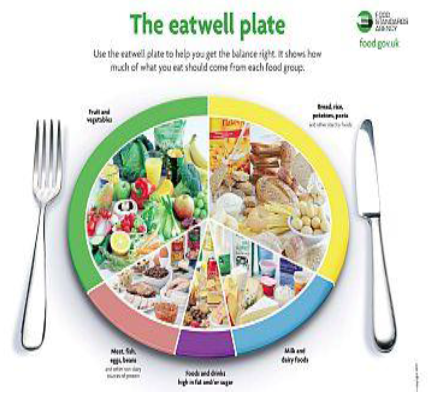 The eatwell plate
FOOD
STANDARDS
AGENCY
food.gov.uk
Use the eatwell plate to help you get the balance right. It shows how
much of what you eat should come from each food group.
Fruit and
vegetables
Bread, rice,
potatoes, pasta
and other starchy foods
Meat, fish,
eggs, beans
and other non-dairy
sources of protein
Foods and drinks
high in fat and/or sugar
Milk and
dairy foods